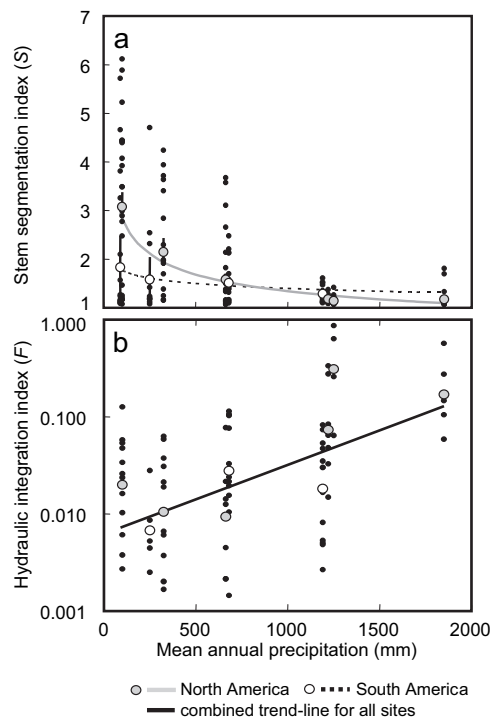 7
a
6
5
4
3
2
1
Stem segmentation index (S)
1.000
b
0.100
0.010
0.001
Hydraulic integration index (F)
0 500 1000 1500 2000
Mean annual precipitation (mm)
North America South America
combined trend-line for all sites